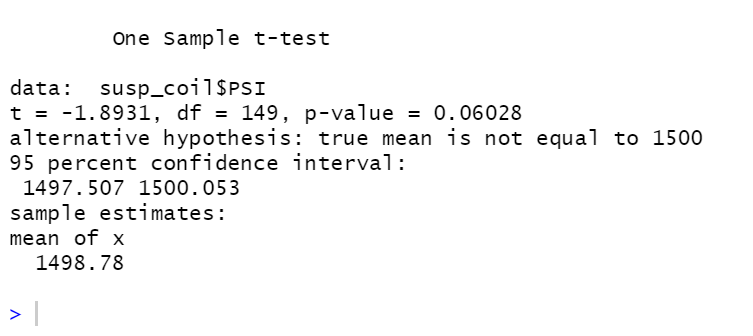 One Sample t-test
data: susp_coil$PSI
t = -1.8931, df = 149, p-value = 0.06028
alternative hypothesis: true mean is not equal to 1500
95 percent confidence interval:
1497.507 1500.053
sample estimates:
mean of x
1498.78
>